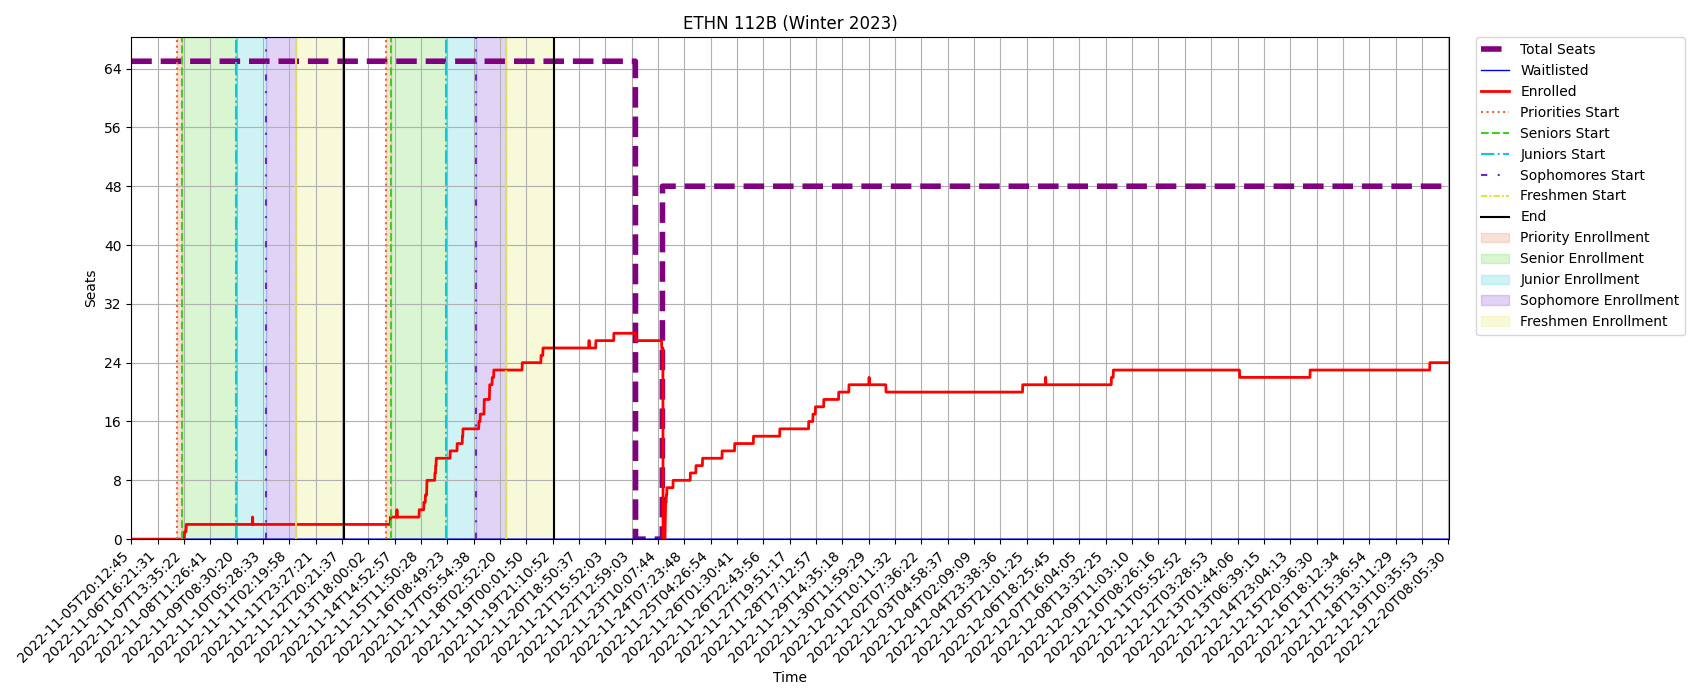 ETHN 112B (Winter 2023)
Seats
64
56
48
40
32
24
16
8
0
2022-11-05T20:12:45
2022-11-06T16:21:31
2022-11-07T13:35:22
2022-11-08T11:26:41
2022-11-09T08:30:20
2022-11-10T05:28:33
2022-11-11T02:19:58
2022-11-11T23:27:21
2022-11-12T20:21:37
2022-11-13T18:00:02
2022-11-14T14:52:57
2022-11-15T11:50:28
2022-11-16T08:49:23
2022-11-17T05:54:38
2022-11-18T02:52:20
2022-11-19T00:01:50
2022-11-19T21:10:52
2022-11-20T18:50:37
2022-11-21T15:52:03
2022-11-22T12:59:03
2022-11-23T10:07:44
2022-11-24T07:23:48
2022-11-25T04:26:54
2022-11-26T01:30:41
2022-11-26T22:43:56
2022-11-27T19:51:17
2022-11-28T17:12:57
2022-11-29T14:35:18
2022-11-30T11:59:29
2022-12-01T10:11:32
2022-12-02T07:36:22
2022-12-03T04:58:37
2022-12-04T02:09:09
2022-12-04T23:38:36
2022-12-05T21:01:25
2022-12-06T18:25:45
2022-12-07T16:04:05
2022-12-08T13:32:25
2022-12-09T11:03:10
2022-12-10T08:26:16
2022-12-11T05:52:52
2022-12-12T03:28:53
2022-12-13T01:44:06
2022-12-13T06:39:15
2022-12-14T23:04:13
2022-12-15T20:36:30
2022-12-16T18:12:34
2022-12-17T15:36:54
2022-12-18T13:11:29
2022-12-19T10:35:53
2022-12-20T08:05:30
Time
Total Seats
Waitlisted
Enrolled
Priorities Start
Seniors Start
Juniors Start
Sophomores Start
Freshmen Start
End
Priority Enrollment
Senior Enrollment
Junior Enrollment
Sophomore Enrollment
Freshmen Enrollment